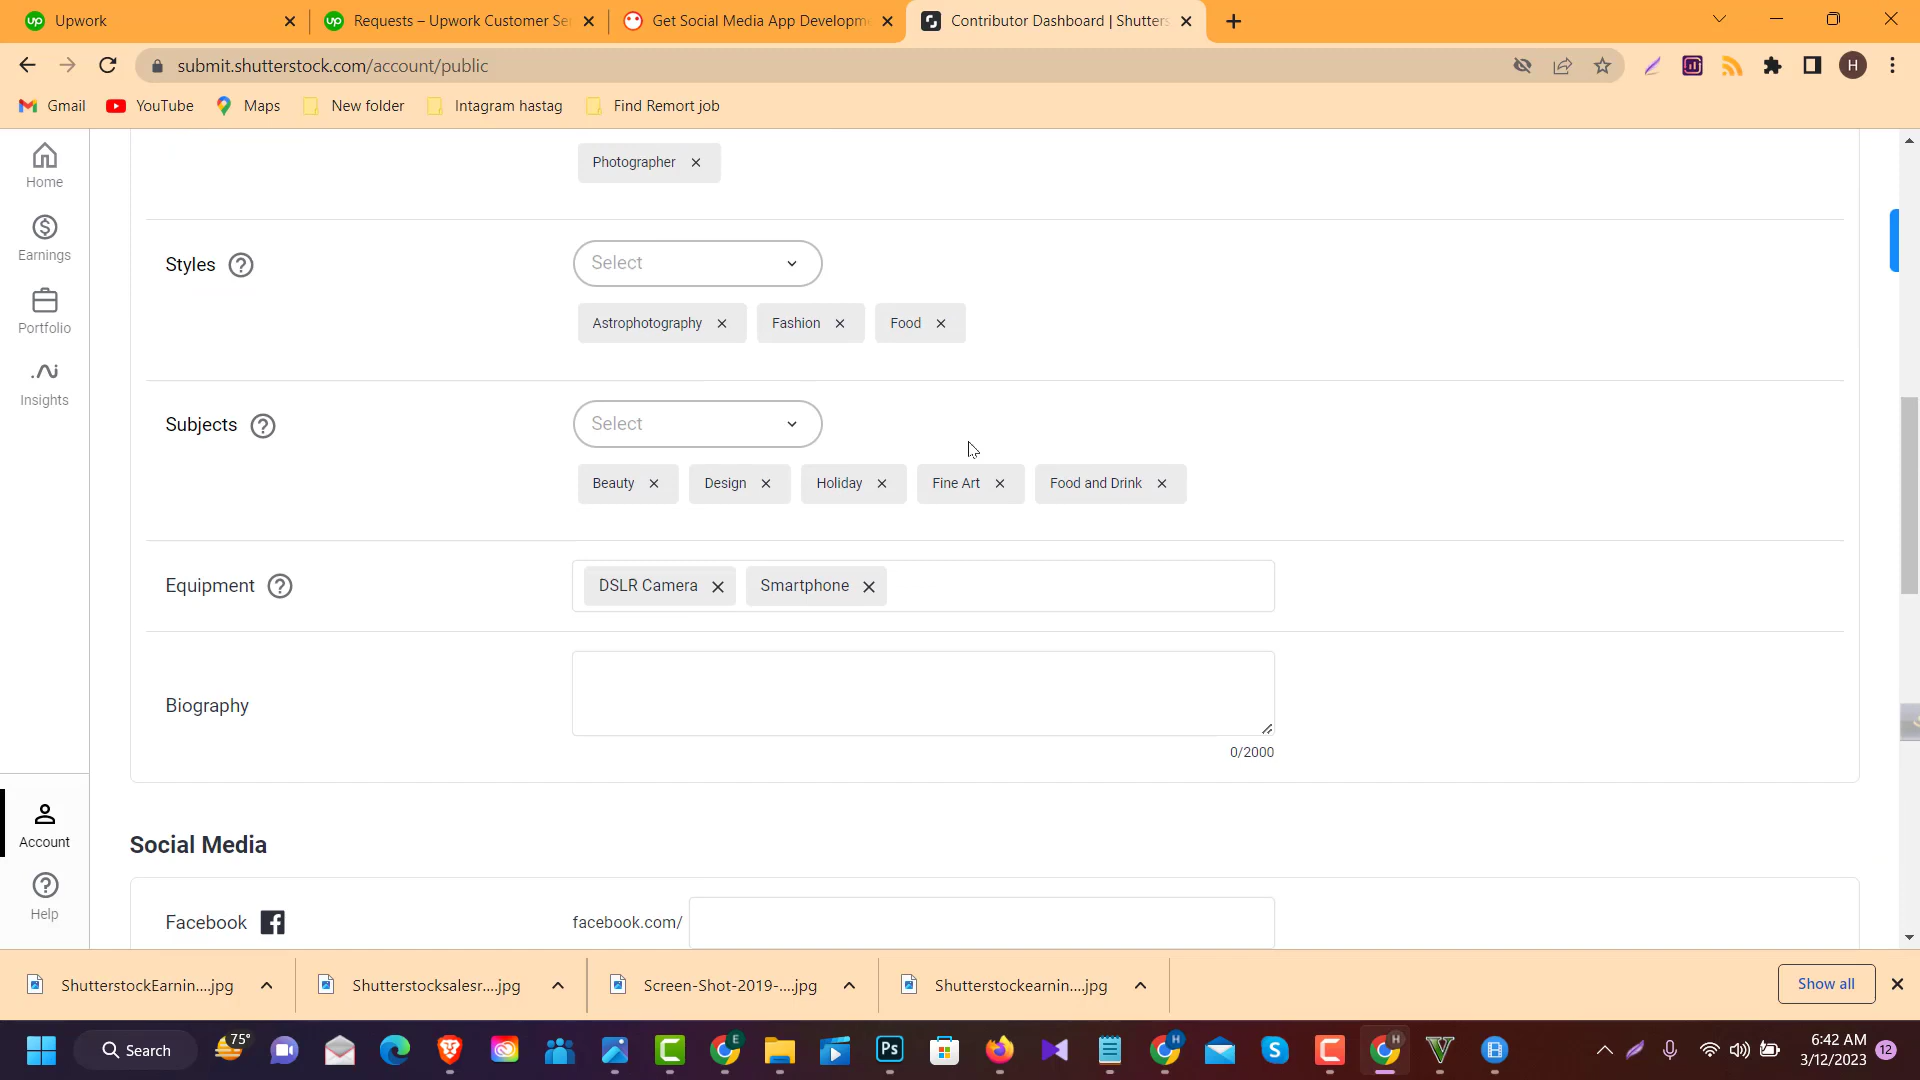 Upwork
Requests – Upwork Customer Se
Get Social Media App Developm
Contributor Dashboard | Shutters
submit.shutterstock.com/account/public
H
Gmail
YouTube
Maps
New folder
Intagram hastag
Find Remort job
Home
Earnings
Portfolio
Insights
Account
Help
Photographer
Styles
Select
Astrophotography
Fashion
Food
Subjects
Select
Beauty
Design
Holiday
Fine Art
Food and Drink
Equipment
DSLR Camera
Smartphone
Biography
0/2000
Social Media
Facebook
facebook.com/
ShutterstockEarnin....jpg
Shutterstocksalesr....jpg
Screen-Shot-2019-....jpg
Shutterstockearnin....jpg
Show all
Search
75°
6:42 AM
3/12/2023
12